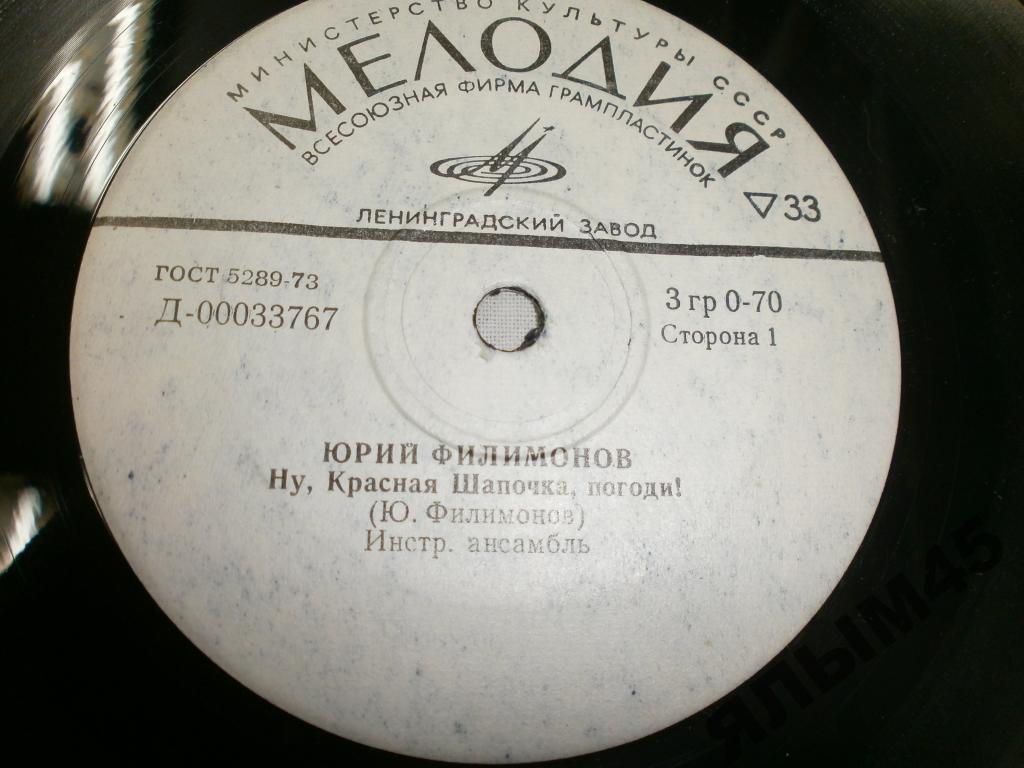 МИНИСТЕРСТВО КУЛЬТУРЫ СССР
МЕЛОДИЯ
ВСЕСОЮЗНАЯ ФИРМА ГРАМПЛАСТИНОК
33
ЛЕНИНГРАДСКИЙ ЗАВОД
ГОСТ 5289-73
Д-00033767
3 гр 0-70
Сторона 1
ЮРИЙ ФИЛИМОНОВ
Ну, Красная Шапочка, погоди!
(Ю. Филимонов)
Инстр. ансамбль
ЯЛЫМ45